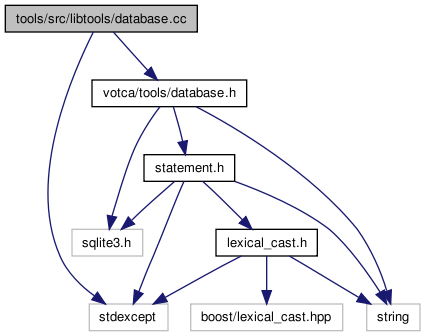 tools/src/libtools/database.cc
votca/tools/database.h
statement.h
sqlite3.h
lexical_cast.h
stdexcept
boost/lexical_cast.hpp
string